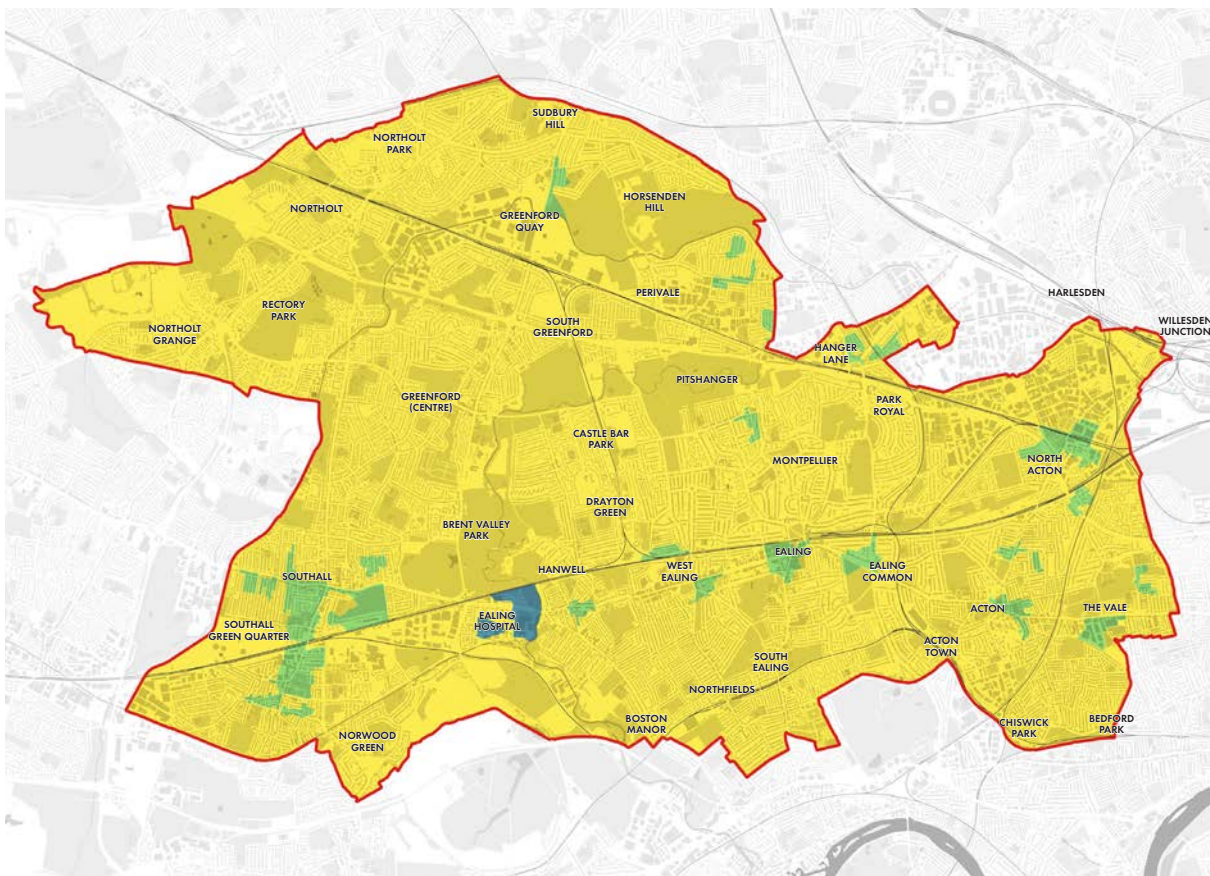 SUDBURY
HILL
NORTHOLT
PARK
HORSENDEN
HILL
NORTHOLT
GREENFORD
QUAY
PERIVALE
HARLESDEN
RECTORY
PARK
NORTHOLT
GRANGE
SOUTH
GREENFORD
WILLESDEN
JUNCTION
HANGER
LANE
PITSHANGER
GREENFORD
(CENTRE)
PARK
ROYAL
CASTLE BAR
PARK
MONTPELLIER
NORTH
ACTON
DRAYTON
GREEN
BRENT VALLEY
PARK
HANWELL
WEST
EALING
EALING
EALING
COMMON
SOUTHALL
EALING
HOSPITAL
ACTON
THE VALE
SOUTHALL
GREEN QUARTER
ACTON
TOWN
SOUTH
EALING
NORTHFIELDS
BOSTON
MANOR
CHISWICK
PARK
BEDFORD
PARK
NORWOOD
GREEN